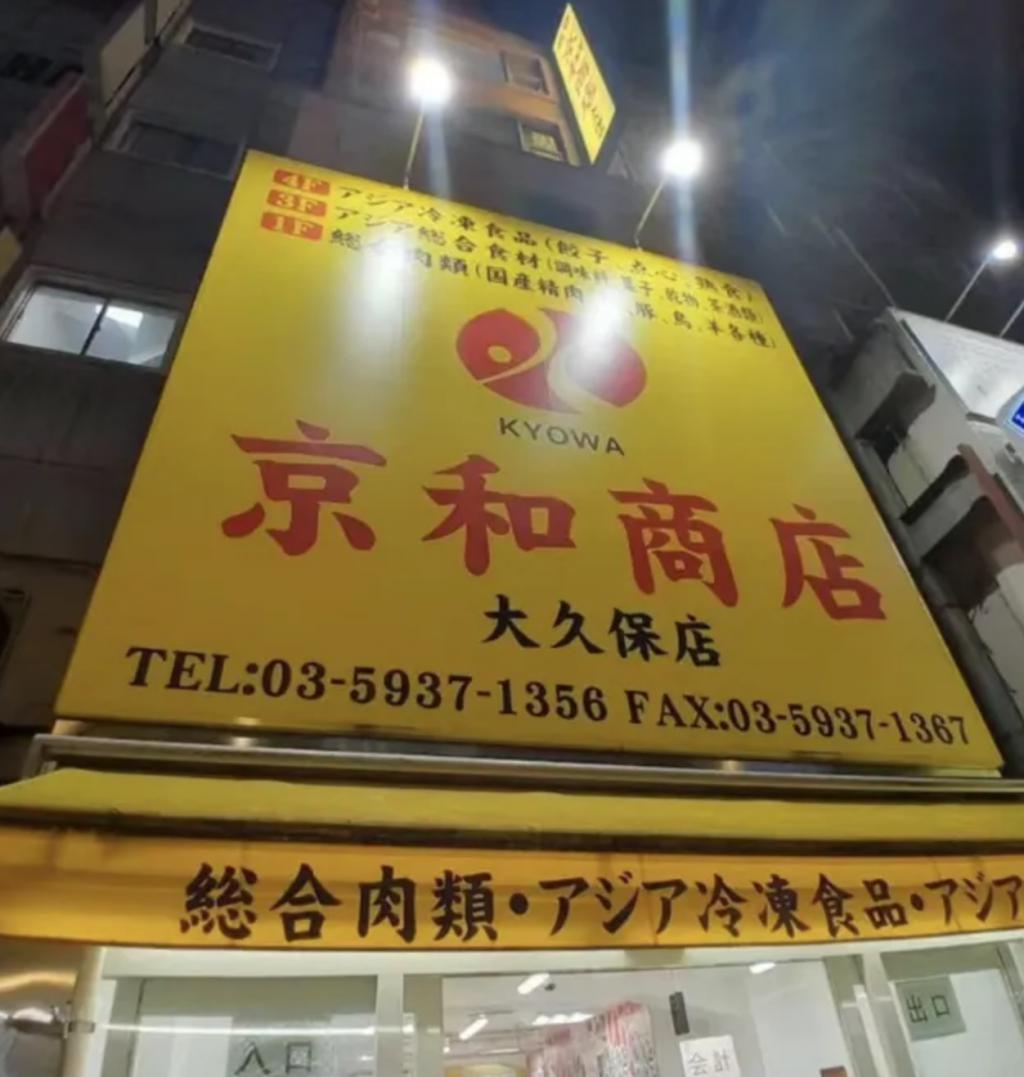 4F アジア冷凍食品(餃子、点心、熟食)
3F アジア総合食材(調味料、菓子、乾物、茶酒類)
1F 総合肉類(国産精肉 豚、鳥、羊各種)
KYOWA
京和商店
大久保店
TEL:03-5937-1356 FAX:03-5937-1367
総合肉類・アジア冷凍食品・アジア
出口
入口